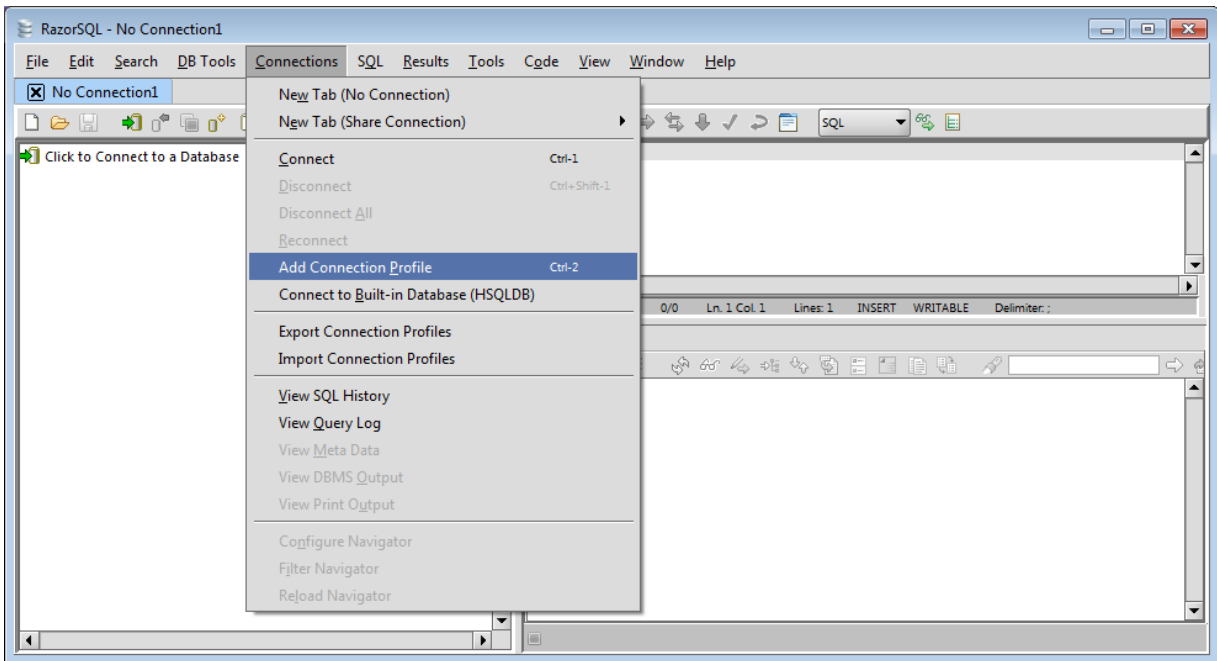 RazorSQL - No Connection1
File Edit Search DB Tools Connections SQL Results Tools Code View Window Help
No Connection1
SQL
Click to Connect to a Database
New Tab (No Connection)
New Tab (Share Connection)
Connect Ctrl-1
Disconnect Ctrl+Shift-1
Disconnect All
Reconnect
Add Connection Profile Ctrl-2
Connect to Built-in Database (HSQLDB)
Export Connection Profiles
Import Connection Profiles
View SQL History
View Query Log
View Meta Data
View DBMS Output
View Print Output
Configure Navigator
Filter Navigator
Reload Navigator
0/0 Ln. 1 Col. 1 Lines: 1 INSERT WRITABLE Delimiter: ;